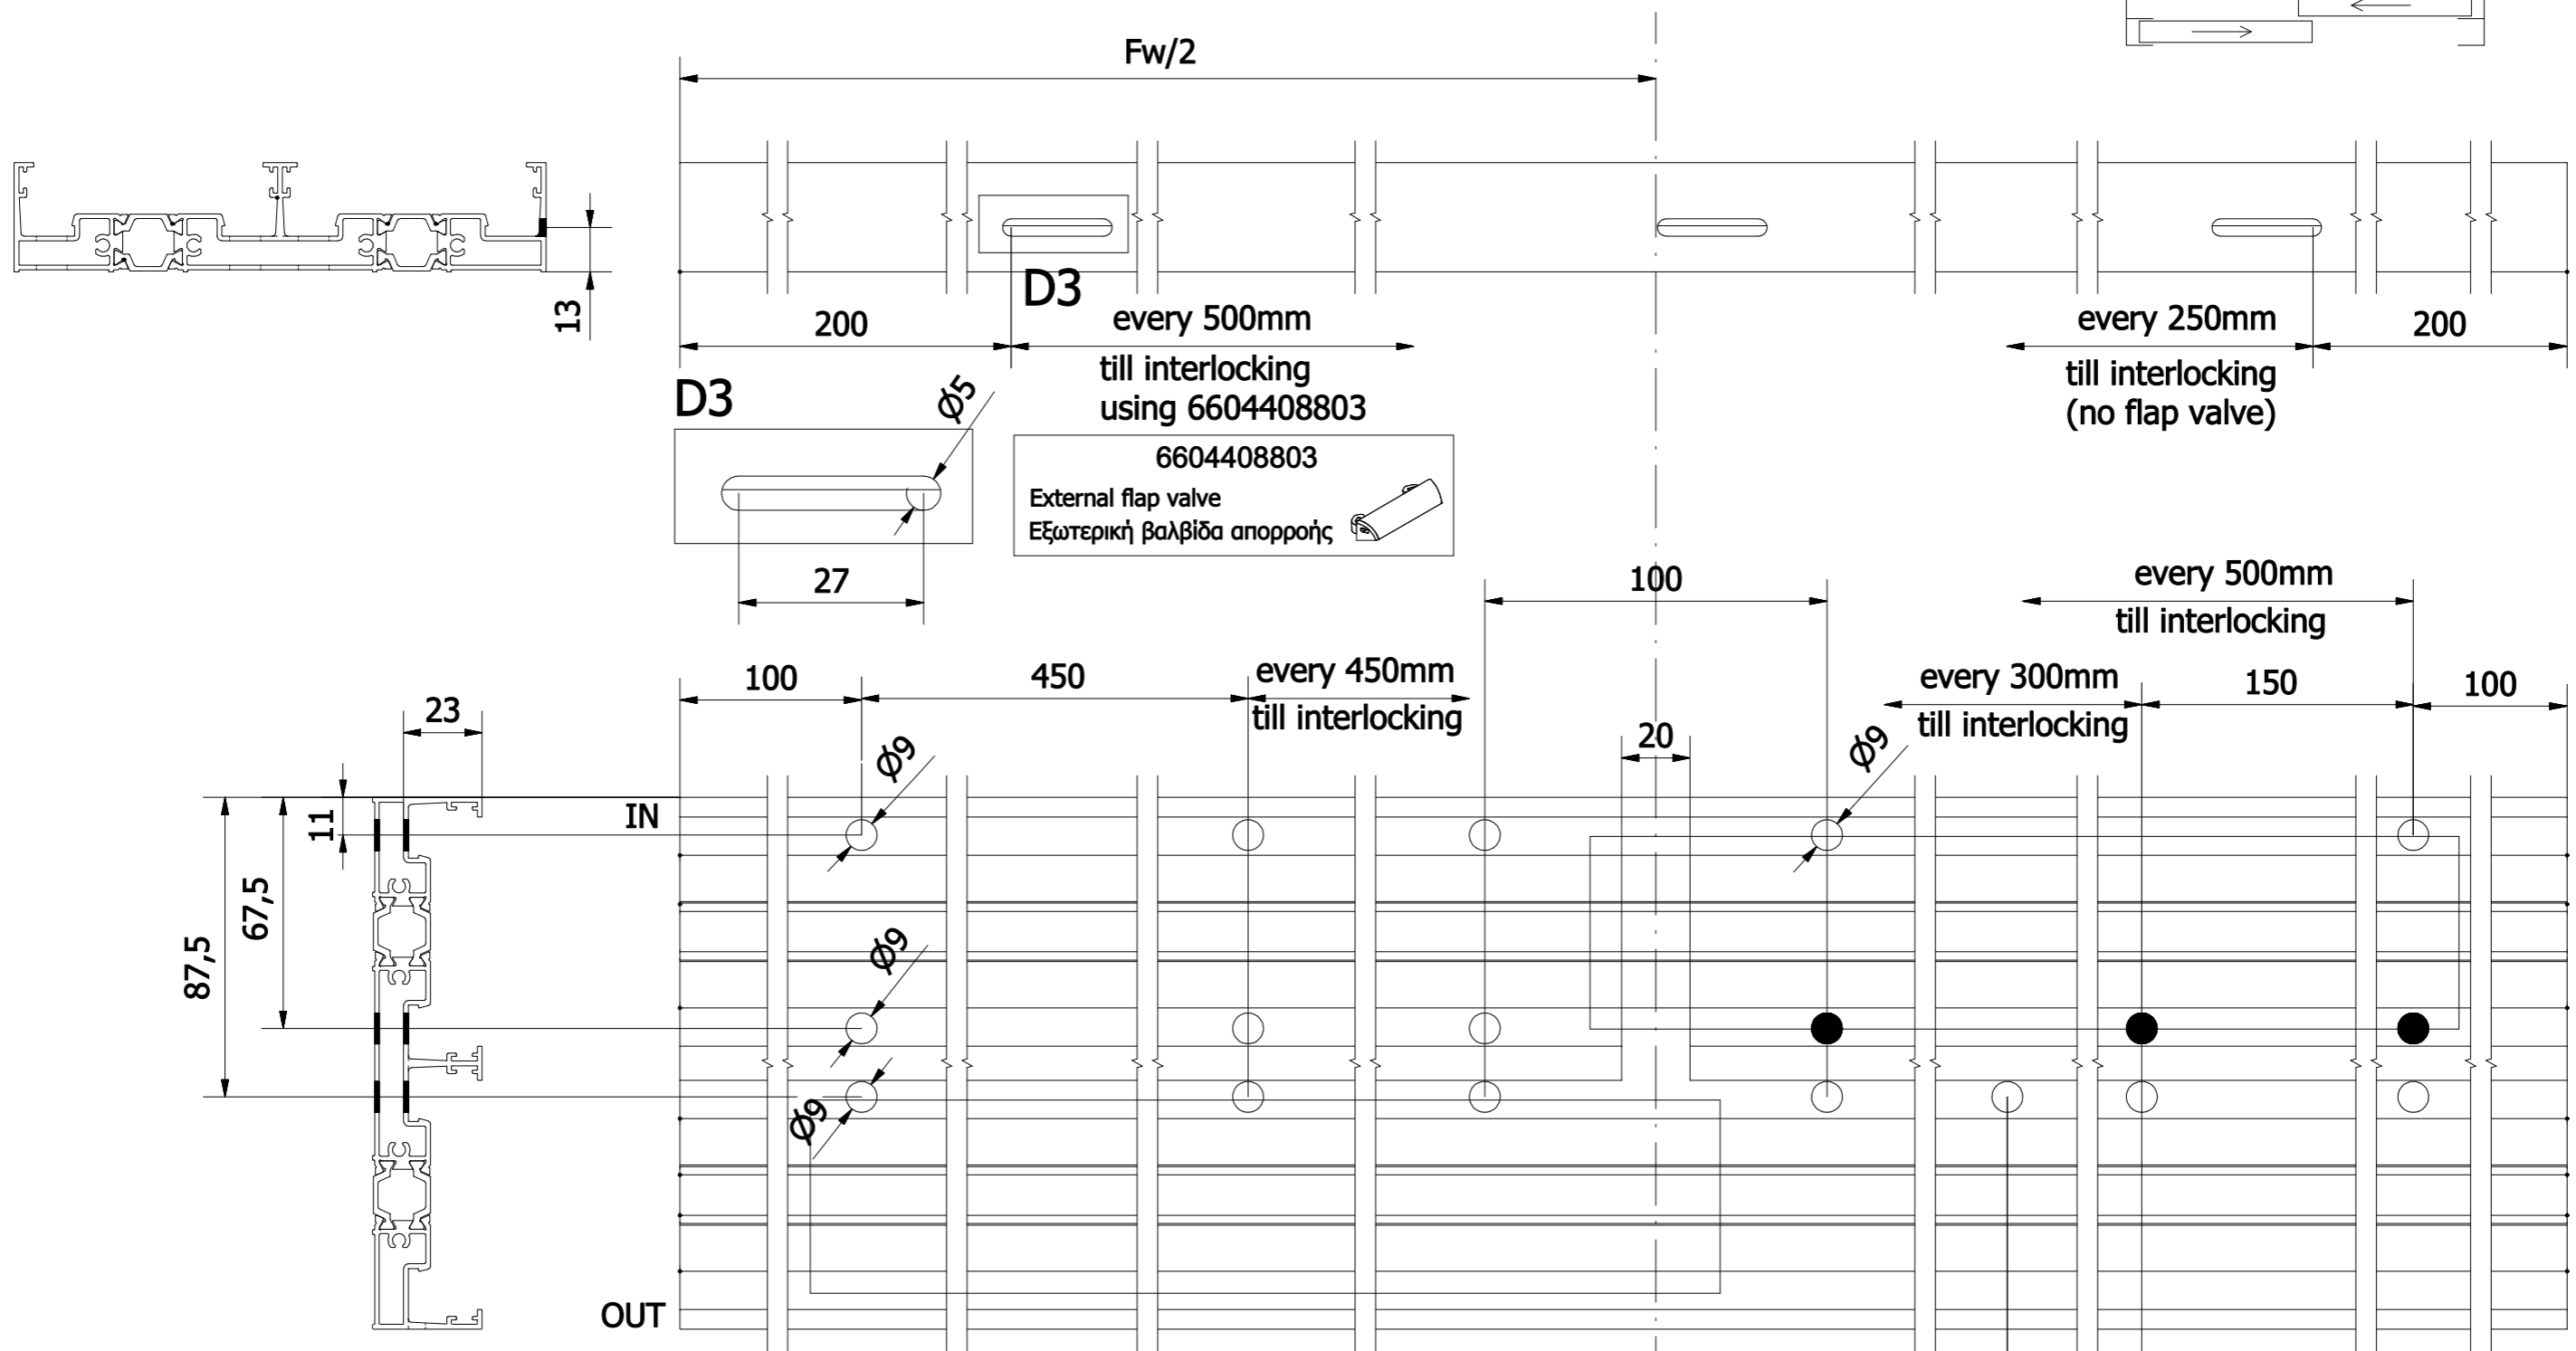 Fw/2
13
D3
200
every 500mm
till interlocking
using 6604408803
every 250mm
till interlocking
(no flap valve)
200
D3
Ø5
27
6604408803
External flap valve
Εξωτερική βαλβίδα απορροής
100
every 500mm
till interlocking
100
450
every 450mm
till interlocking
20
every 300mm
till interlocking
150
100
23
11
67,5
87,5
IN
Ø9
Ø9
Ø9
Ø9
OUT